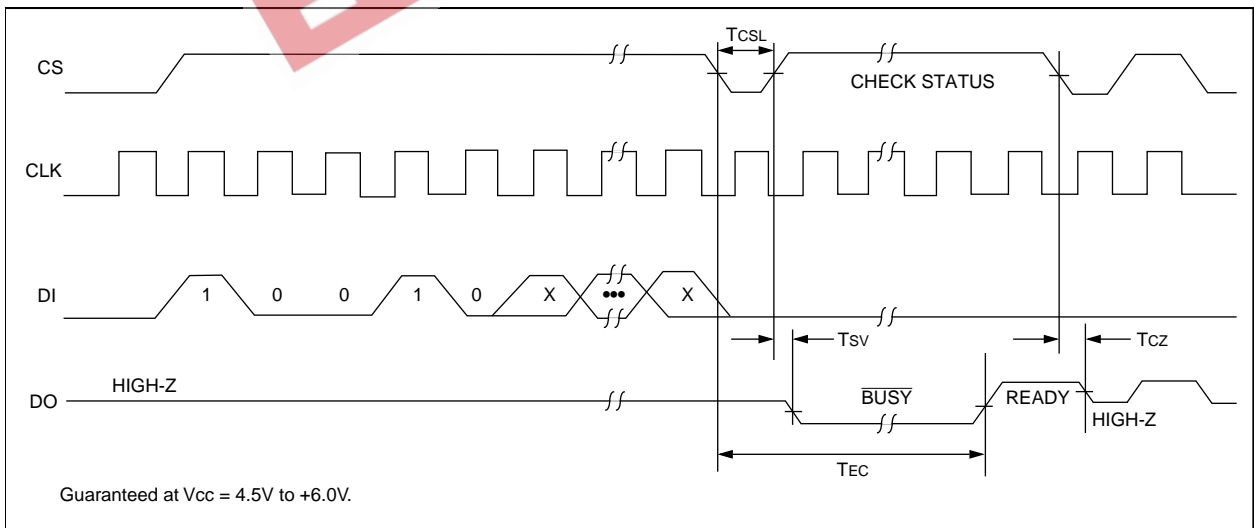 TCSL
CS
CHECK STATUS
CLK
DI
1 0 0 1 0 X ••• X
TSV
TCZ
HIGH-Z
DO
BUSY
READY
HIGH-Z
TEC
Guaranteed at Vcc = 4.5V to +6.0V.